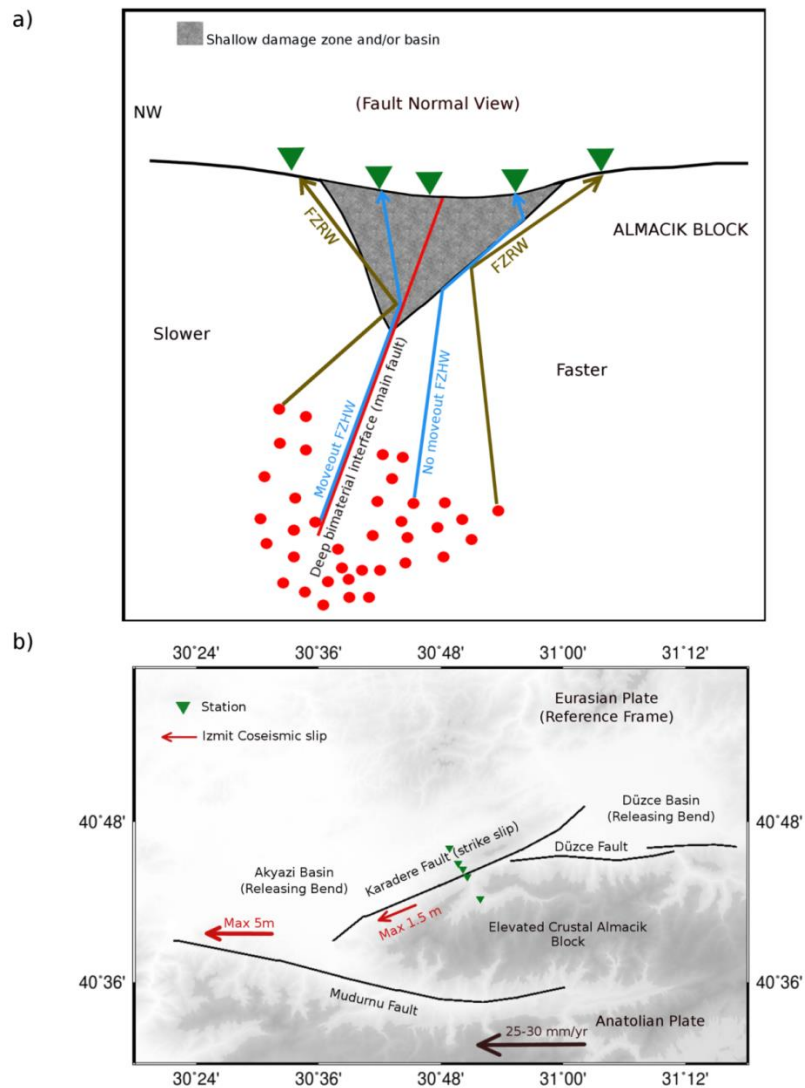 a)
Shallow damage zone and/or basin
(Fault Normal View)
NW
ALMACIK BLOCK
FZRW
FZRW
Slower
Faster
Moveout FZHW
Deep bimaterial interface (main fault)
No moveout FZHW
b)
30°24' 30°36' 30°48' 31°00' 31°12'
Station
Izmit Coseismic slip
Eurasian Plate
(Reference Frame)
40°48' 40°48'
Düzce Basin
(Releasing Bend)
Düzce Fault
Karadere Fault (strike slip)
Akyazi Basin
(Releasing Bend)
Max 5m
Max 1.5 m
Elevated Crustal Almacik
Block
40°36' 40°36'
Mudurnu Fault
Anatolian Plate
25-30 mm/yr
30°24' 30°36' 30°48' 31°00' 31°12'